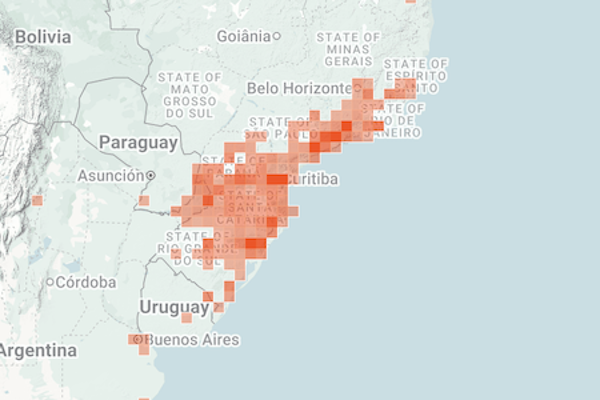 Bolivia
Goiânia
STATE OF
MINAS
GERAIS
STATE OF
ESPÍRITO
SANTO
STATE OF
MATO
GROSSO
DO SUL
Belo Horizonte
STATE OF
RIO DE
JANEIRO
STATE OF
SÃO PAULO
Paraguay
STATE OF
PARANÁ
Asunción
Curitiba
STATE OF
SANTA
CATARINA
STATE OF
RIO GRANDE
DO SUL
Córdoba
Uruguay
Buenos Aires
Argentina